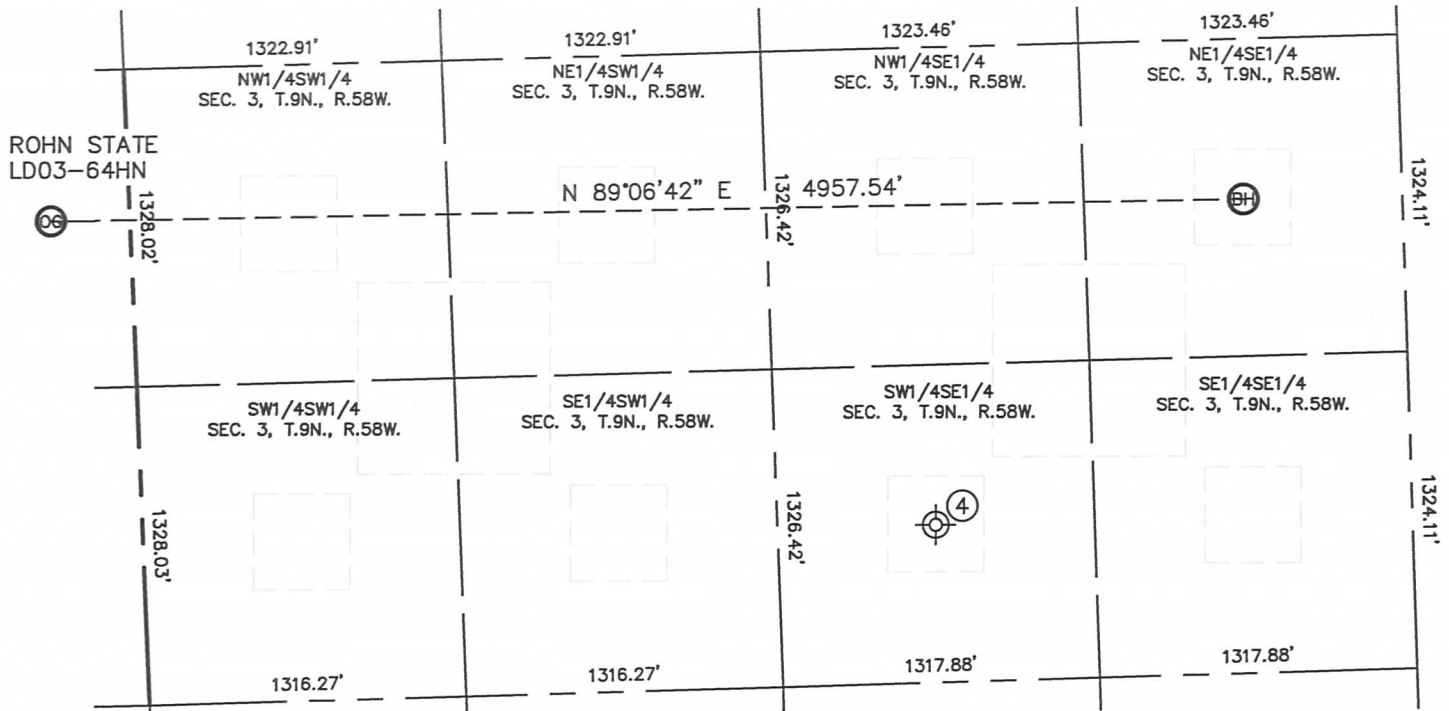 1322.91'
1322.91'
1323.46'
1323.46'
NW1/4SW1/4
SEC. 3, T.9N., R.58W.
NE1/4SW1/4
SEC. 3, T.9N., R.58W.
NW1/4SE1/4
SEC. 3, T.9N., R.58W.
NE1/4SE1/4
SEC. 3, T.9N., R.58W.
ROHN STATE
LD03-64HN
OG
1328.02'
N 89°06'42" E
1326.42'
4957.54'
BH
1324.11'
SW1/4SW1/4
SEC. 3, T.9N., R.58W.
SE1/4SW1/4
SEC. 3, T.9N., R.58W.
SW1/4SE1/4
SEC. 3, T.9N., R.58W.
SE1/4SE1/4
SEC. 3, T.9N., R.58W.
1328.03'
1326.42'
4
1324.11'
1316.27'
1316.27'
1317.88'
1317.88'